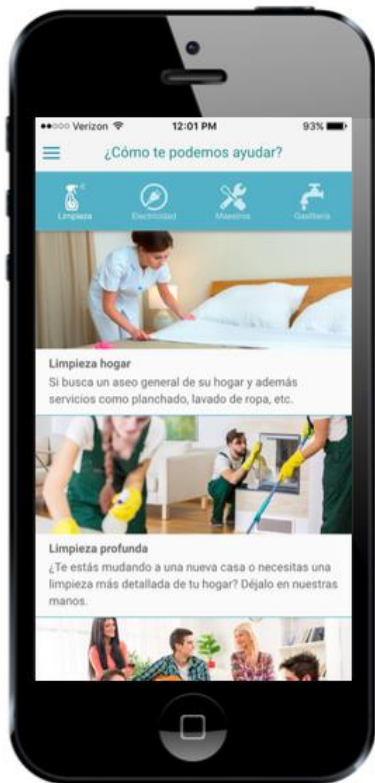 Verizon 12:01 PM 93%
¿Cómo te podemos ayudar?
Limpieza Electricidad Maestros Gasfitería
Limpieza hogar
Si busca un aseo general de su hogar y además
servicios como planchado, lavado de ropa, etc.
Limpieza profunda
¿Te estás mudando a una nueva casa o necesitas una
limpieza más detallada de tu hogar? Déjalo en nuestras
manos.